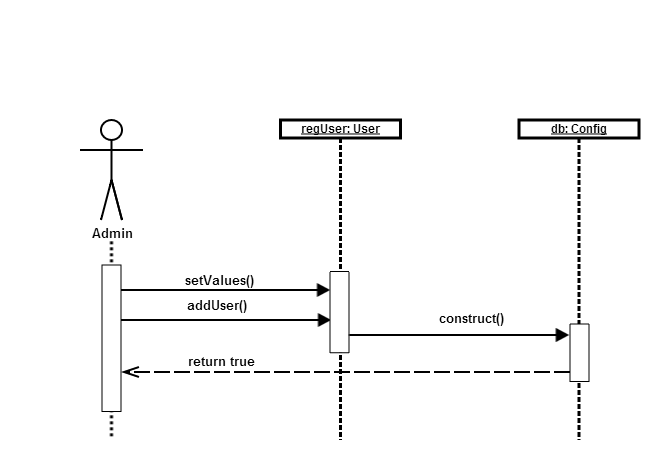 regUser: User
db: Config
Admin
setValues()
addUser()
construct()
return true